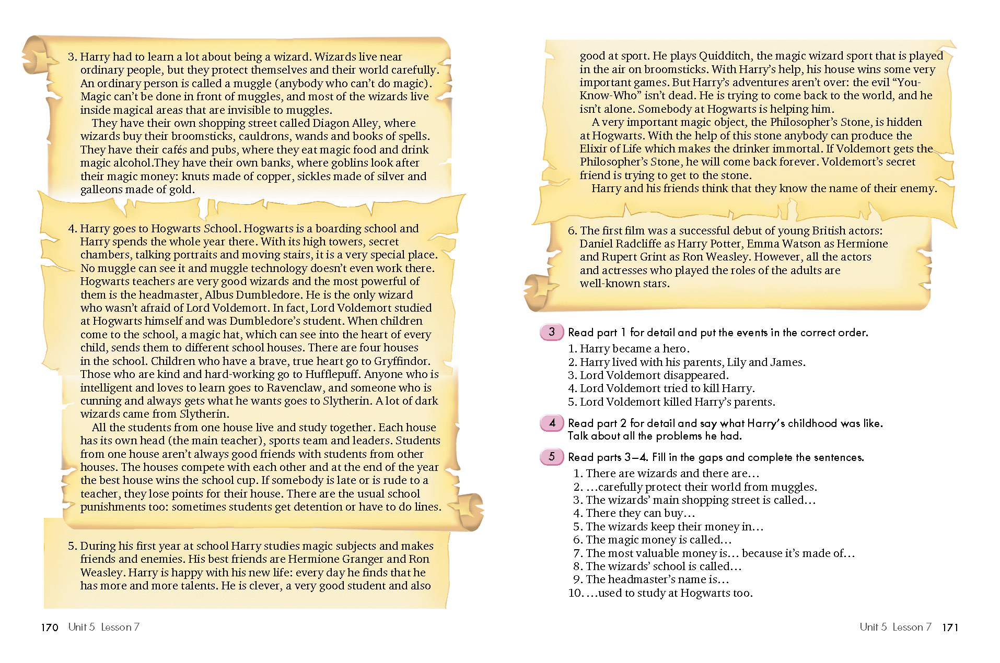 3. Harry had to learn a lot about being a wizard. Wizards live near
ordinary people, but they protect themselves and their world carefully.
An ordinary person is called a muggle (anybody who can’t do magic).
Magic can’t be done in front of muggles, and most of the wizards live
inside magical areas that are invisible to muggles.
They have their own shopping street called Diagon Alley, where
wizards buy their broomsticks, cauldrons, wands and books of spells.
They have their cafés and pubs, where they eat magic food and drink
magic alcohol.They have their own banks, where goblins look after
their magic money: knuts made of copper, sickles made of silver and
galleons made of gold.
4. Harry goes to Hogwarts School. Hogwarts is a boarding school and
Harry spends the whole year there. With its high towers, secret
chambers, talking portraits and moving stairs, it is a very special place.
No muggle can see it and muggle technology doesn’t even work there.
Hogwarts teachers are very good wizards and the most powerful of
them is the headmaster, Albus Dumbledore. He is the only wizard
who wasn’t afraid of Lord Voldemort. In fact, Lord Voldemort studied
at Hogwarts himself and was Dumbledore’s student. When children
come to the school, a magic hat, which can see into the heart of every
child, sends them to different school houses. There are four houses
in the school. Children who have a brave, true heart go to Gryffindor.
Those who are kind and hard-working go to Hufflepuff. Anyone who is
intelligent and loves to learn goes to Ravenclaw, and someone who is
cunning and always gets what he wants goes to Slytherin. A lot of dark
wizards came from Slytherin.
All the students from one house live and study together. Each house
has its own head (the main teacher), sports team and leaders. Students
from one house aren’t always good friends with students from other
houses. The houses compete with each other and at the end of the year
the best house wins the school cup. If somebody is late or is rude to a
teacher, they lose points for their house. There are the usual school
punishments too: sometimes students get detention or have to do lines.
5. During his first year at school Harry studies magic subjects and makes
friends and enemies. His best friends are Hermione Granger and Ron
Weasley. Harry is happy with his new life: every day he finds that he
has more and more talents. He is clever, a very good student and also
170 Unit 5 Lesson 7
good at sport. He plays Quidditch, the magic wizard sport that is played
in the air on broomsticks. With Harry’s help, his house wins some very
important games. But Harry’s adventures aren’t over: the evil “You-
Know-Who” isn’t dead. He is trying to come back to the world, and he
isn’t alone. Somebody at Hogwarts is helping him.
A very important magic object, the Philosopher’s Stone, is hidden
at Hogwarts. With the help of this stone anybody can produce the
Elixir of Life which makes the drinker immortal. If Voldemort gets the
Philosopher’s Stone, he will come back forever. Voldemort’s secret
friend is trying to get to the stone.
Harry and his friends think that they know the name of their enemy.
6. The first film was a successful debut of young British actors:
Daniel Radcliffe as Harry Potter, Emma Watson as Hermione
and Rupert Grint as Ron Weasley. However, all the actors
and actresses who played the roles of the adults are
well-known stars.
3 Read part 1 for detail and put the events in the correct order.
1. Harry became a hero.
2. Harry lived with his parents, Lily and James.
3. Lord Voldemort disappeared.
4. Lord Voldemort tried to kill Harry.
5. Lord Voldemort killed Harry’s parents.
4 Read part 2 for detail and say what Harry’s childhood was like.
Talk about all the problems he had.
5 Read parts 3–4. Fill in the gaps and complete the sentences.
1. There are wizards and there are…
2. …carefully protect their world from muggles.
3. The wizards’ main shopping street is called…
4. There they can buy…
5. The wizards keep their money in…
6. The magic money is called…
7. The most valuable money is… because it’s made of…
8. The wizards’ school is called…
9. The headmaster’s name is…
10. …used to study at Hogwarts too.
Unit 5 Lesson 7 171